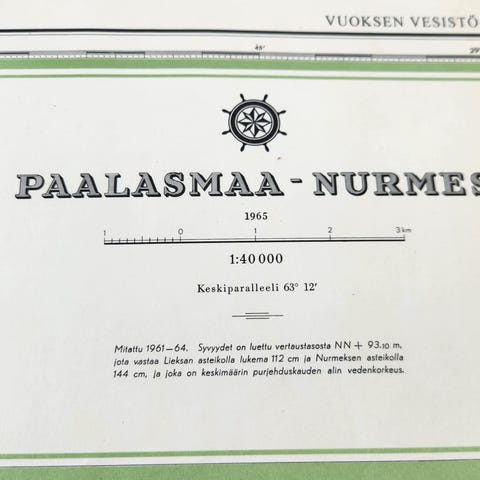 VUOKSEN VESISTÖ
45'
29
PAALASMAA - NURMES
1965
1 0 1 2 3 km
1:40 000
Keskiparalleeli 63° 12'
Mitattu 1961—64. Syvyydet on luettu vertaustasosta NN + 93.10 m,
jota vastaa Lieksan asteikolla lukema 112 cm ja Nurmeksen asteikolla
144 cm, ja joka on keskimäärin purjehduskauden alin vedenkorkeus.